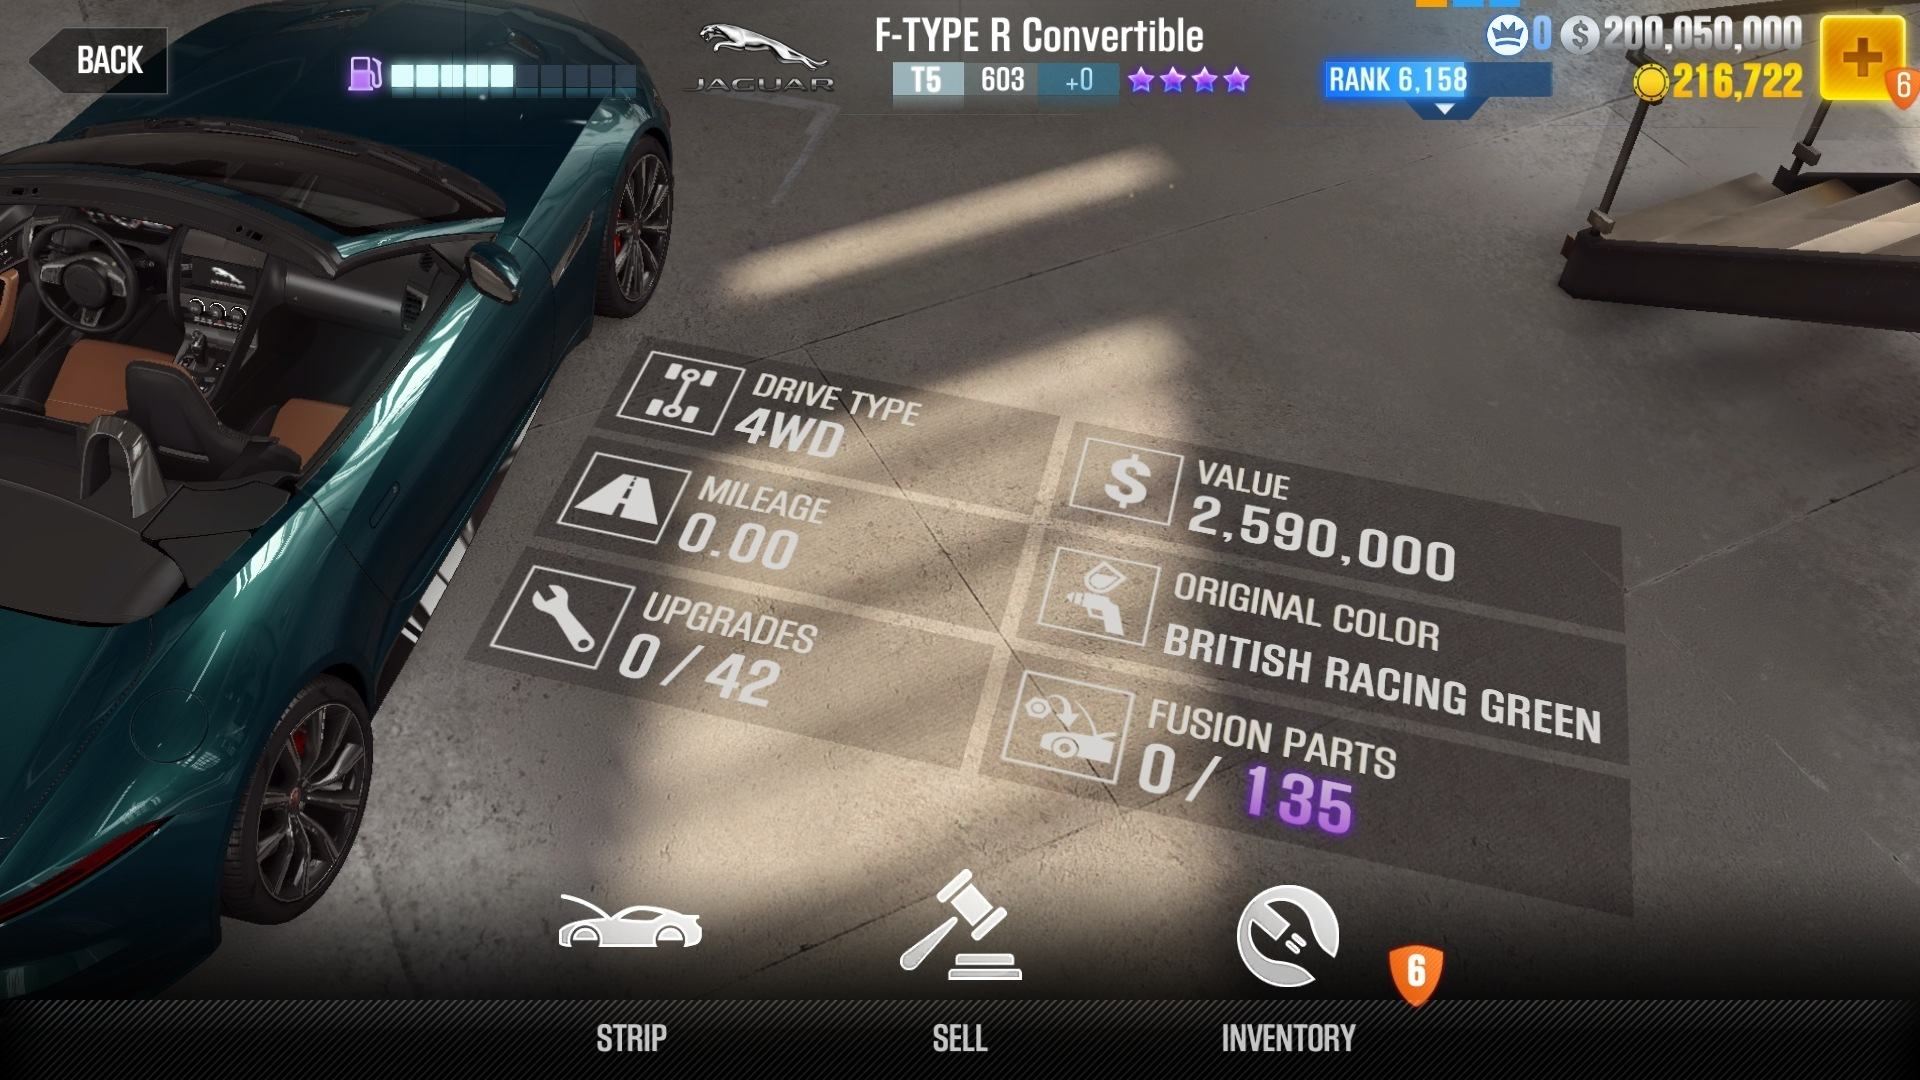 BACK
JAGUAR
F-TYPE R Convertible
T5 603 +0
RANK 6,158
0 $ 200,050,000
216,722
6
DRIVE TYPE
4WD
MILEAGE
0.00
UPGRADES
0 / 42
$
VALUE
2,590,000
ORIGINAL COLOR
BRITISH RACING GREEN
FUSION PARTS
0 / 135
6
STRIP
SELL
INVENTORY